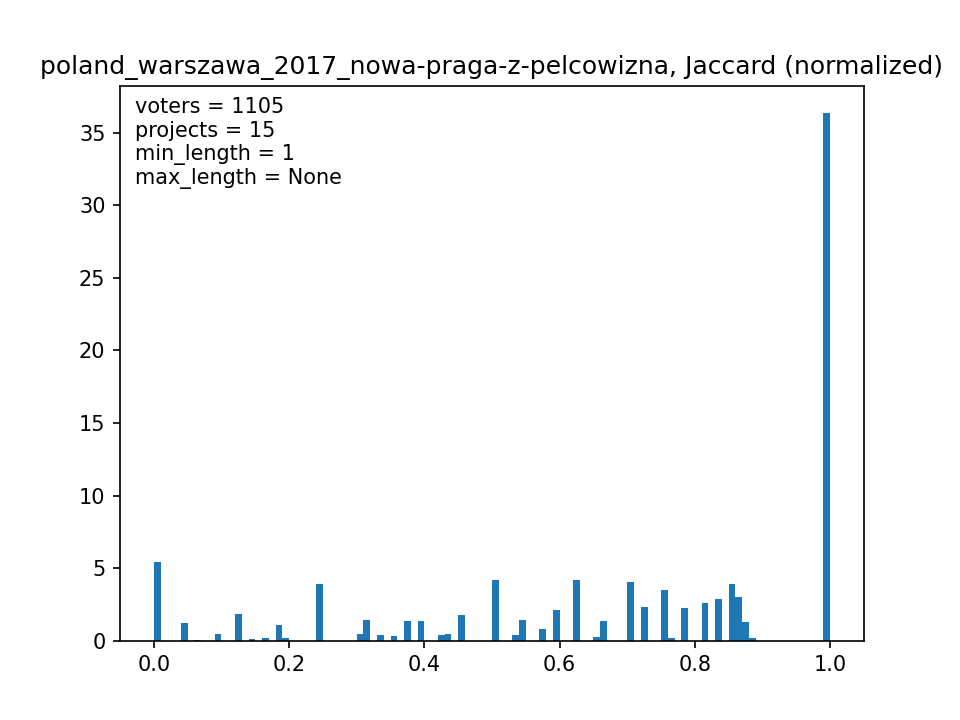 poland_warszawa_2017_nowa-praga-z-pelcowizna, Jaccard (normalized)
voters = 1105
projects = 15
min_length = 1
max_length = None
35
30
25
20
15
10
5
0
0.0 0.2 0.4 0.6 0.8 1.0